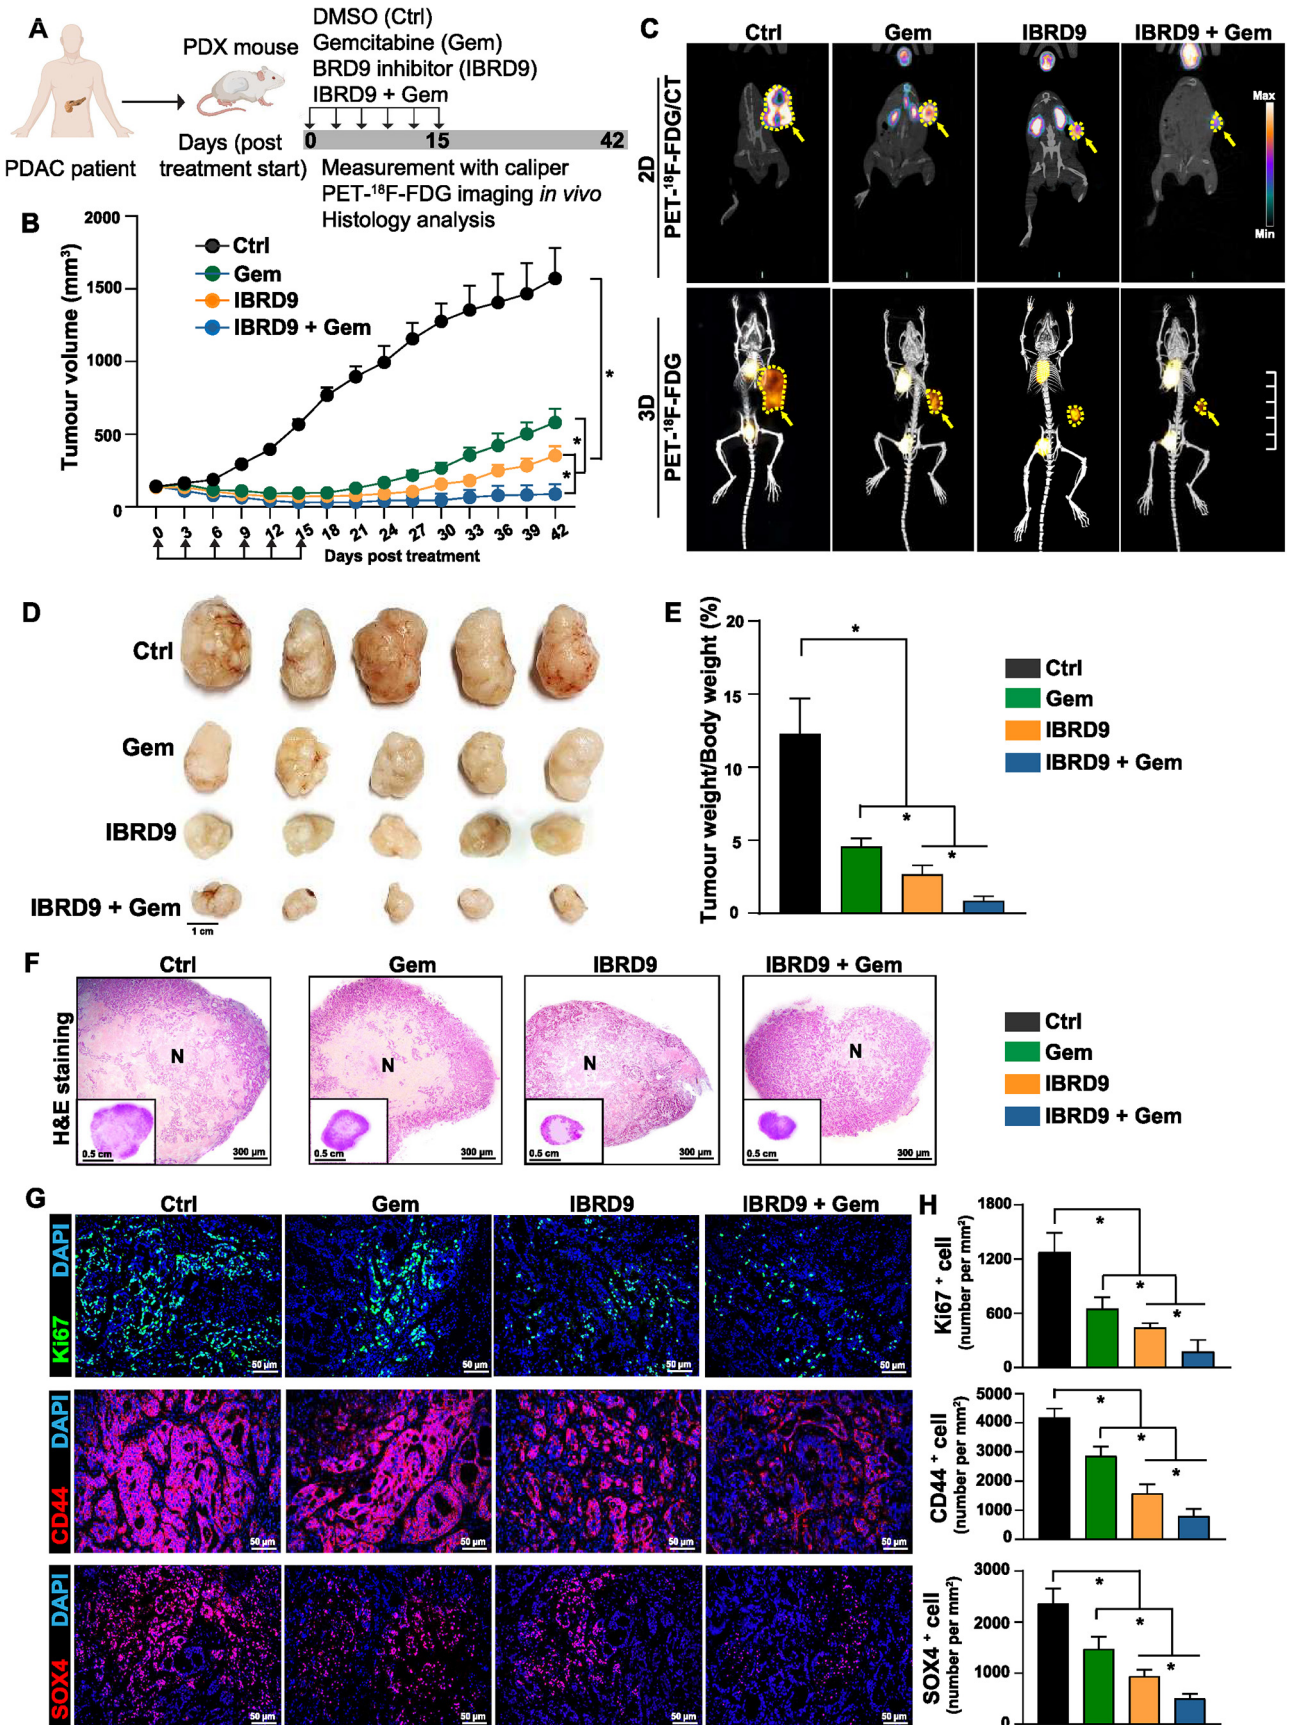 A
PDAC patient
PDX mouse
DMSO (Ctrl)
Gemcitabine (Gem)
BRD9 inhibitor (IBRD9)
IBRD9 + Gem
Days (post
treatment start)
0 15 42
Measurement with caliper
PET-¹⁸F-FDG imaging in vivo
Histology analysis
B
Tumour volume (mm³)
2000
1500
1000
500
0
Ctrl
Gem
IBRD9
IBRD9 + Gem
*
*
*
0 3 6 9 12 15 18 21 24 27 30 33 36 39 42
Days post treatment
C
Ctrl Gem IBRD9 IBRD9 + Gem
2D
PET-¹⁸F-FDG/CT
Max
Min
3D
PET-¹⁸F-FDG
D
Ctrl
Gem
IBRD9
IBRD9 + Gem
1 cm
E
Tumour weight/Body weight (%)
20
15
10
5
0
*
*
*
Ctrl
Gem
IBRD9
IBRD9 + Gem
F
Ctrl Gem IBRD9 IBRD9 + Gem
H&E staining
N N N N
0.5 cm 300 µm 0.5 cm 300 µm 0.5 cm 300 µm 0.5 cm 300 µm
Ctrl
Gem
IBRD9
IBRD9 + Gem
G
Ctrl Gem IBRD9 IBRD9 + Gem
Ki67 DAPI
50 µm 50 µm 50 µm 50 µm
CD44 DAPI
50 µm 50 µm 50 µm 50 µm
SOX4 DAPI
50 µm 50 µm 50 µm 50 µm
H
Ki67 ⁺ cell
(number per mm²)
1800
1200
600
0
*
*
*
CD44 ⁺ cell
(number per mm²)
5000
4000
3000
2000
1000
0
*
*
*
SOX4 ⁺ cell
(number per mm²)
3000
2000
1000
0
*
*
*